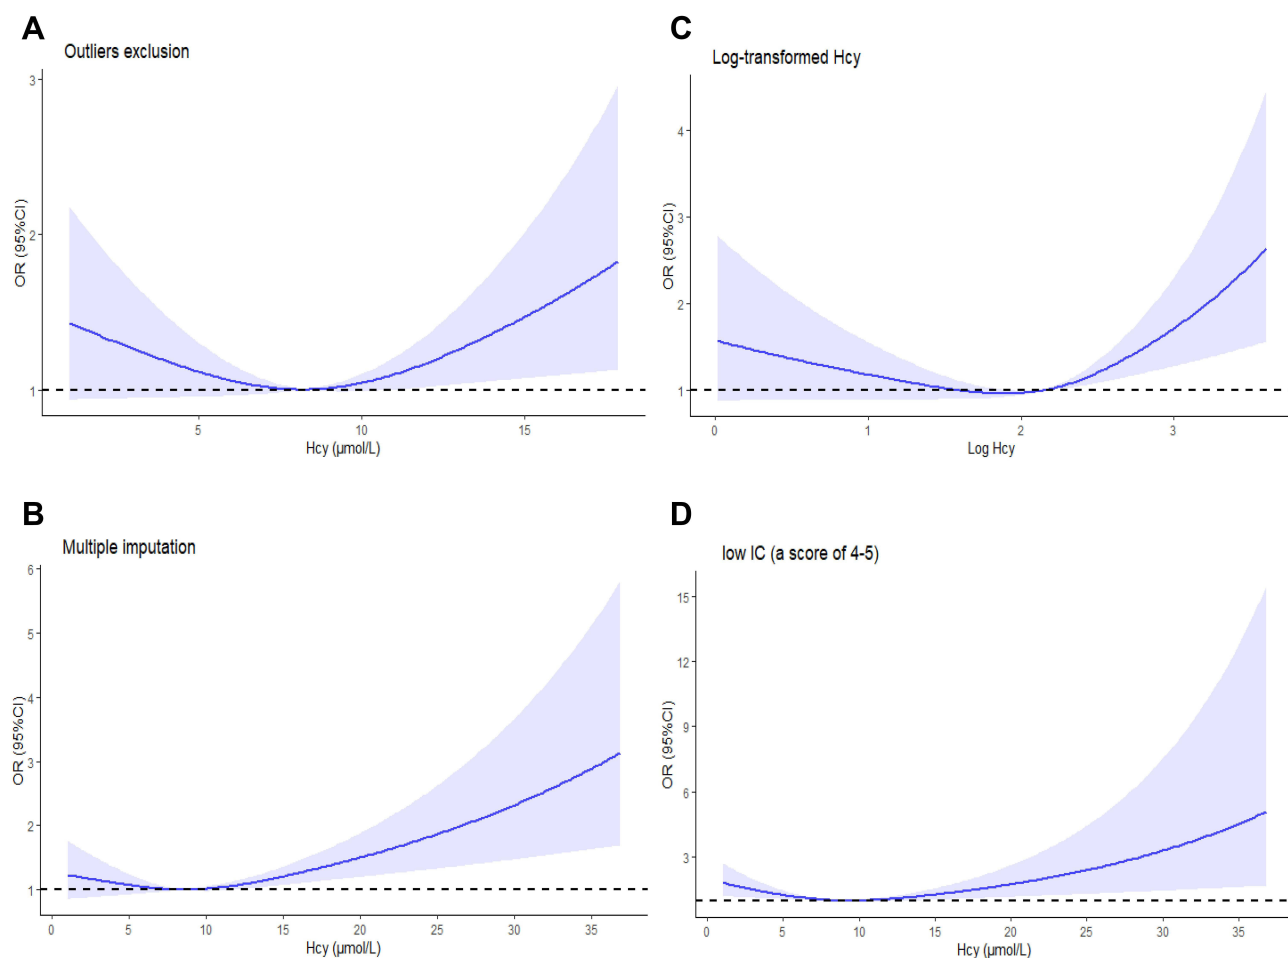 A
Outliers exclusion
3
2
1
OR (95%CI)
5 10 15
Hcy (µmol/L)
C
Log-transformed Hcy
4
3
2
1
OR (95%CI)
0 1 2 3
Log Hcy
B
Multiple imputation
6
5
4
3
2
1
OR (95%CI)
0 5 10 15 20 25 30 35
Hcy (µmol/L)
D
low IC (a score of 4-5)
15
12
9
6
3
OR (95%CI)
0 5 10 15 20 25 30 35
Hcy (µmol/L)